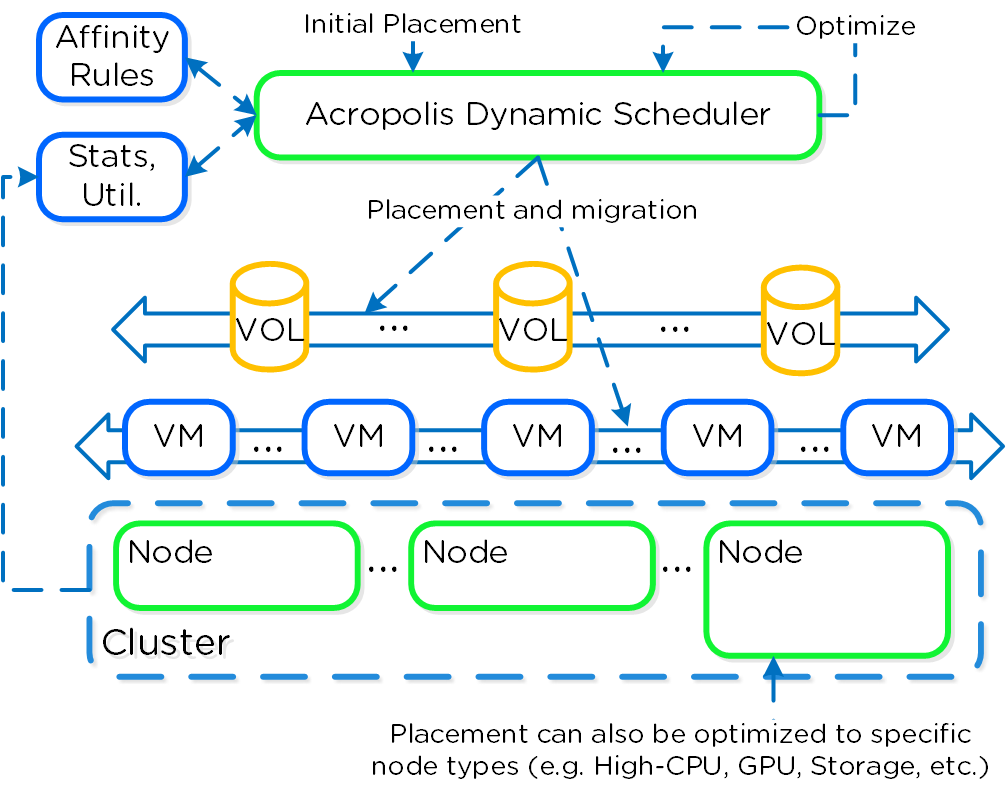 Initial Placement
Optimize
Affinity
Rules
Acropolis Dynamic Scheduler
Stats,
Util.
Placement and migration
VOL ... VOL ... VOL
VM ... VM ... VM ... VM ... VM
Node ... Node ... Node
Cluster
Placement can also be optimized to specific
node types (e.g. High-CPU, GPU, Storage, etc.)